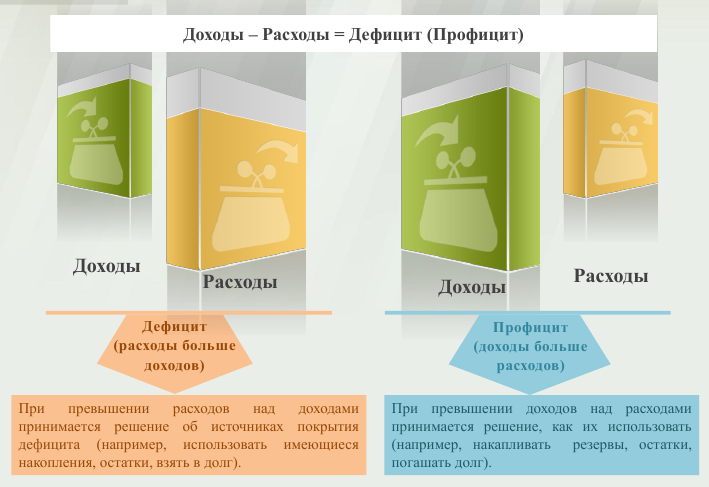 Доходы – Расходы = Дефицит (Профицит)
Доходы
Расходы
Доходы
Расходы
Дефицит
(расходы больше
доходов)
Профицит
(доходы больше
расходов)
При превышении расходов над доходами
принимается решение об источниках покрытия
дефицита (например, использовать имеющиеся
накопления, остатки, взять в долг).
При превышении доходов над расходами
принимается решение, как их использовать
(например, накапливать резервы, остатки,
погашать долг).